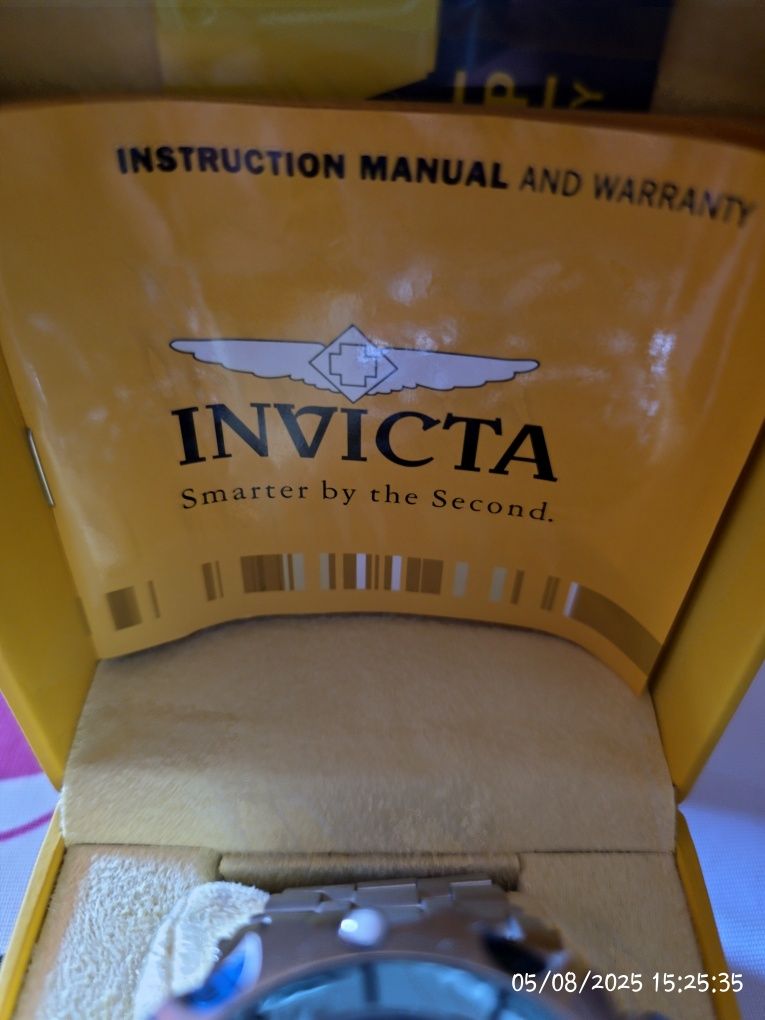 INSTRUCTION MANUAL AND WARRANTY
INVICTA
Smarter by the Second.
05/08/2025 15:25:35